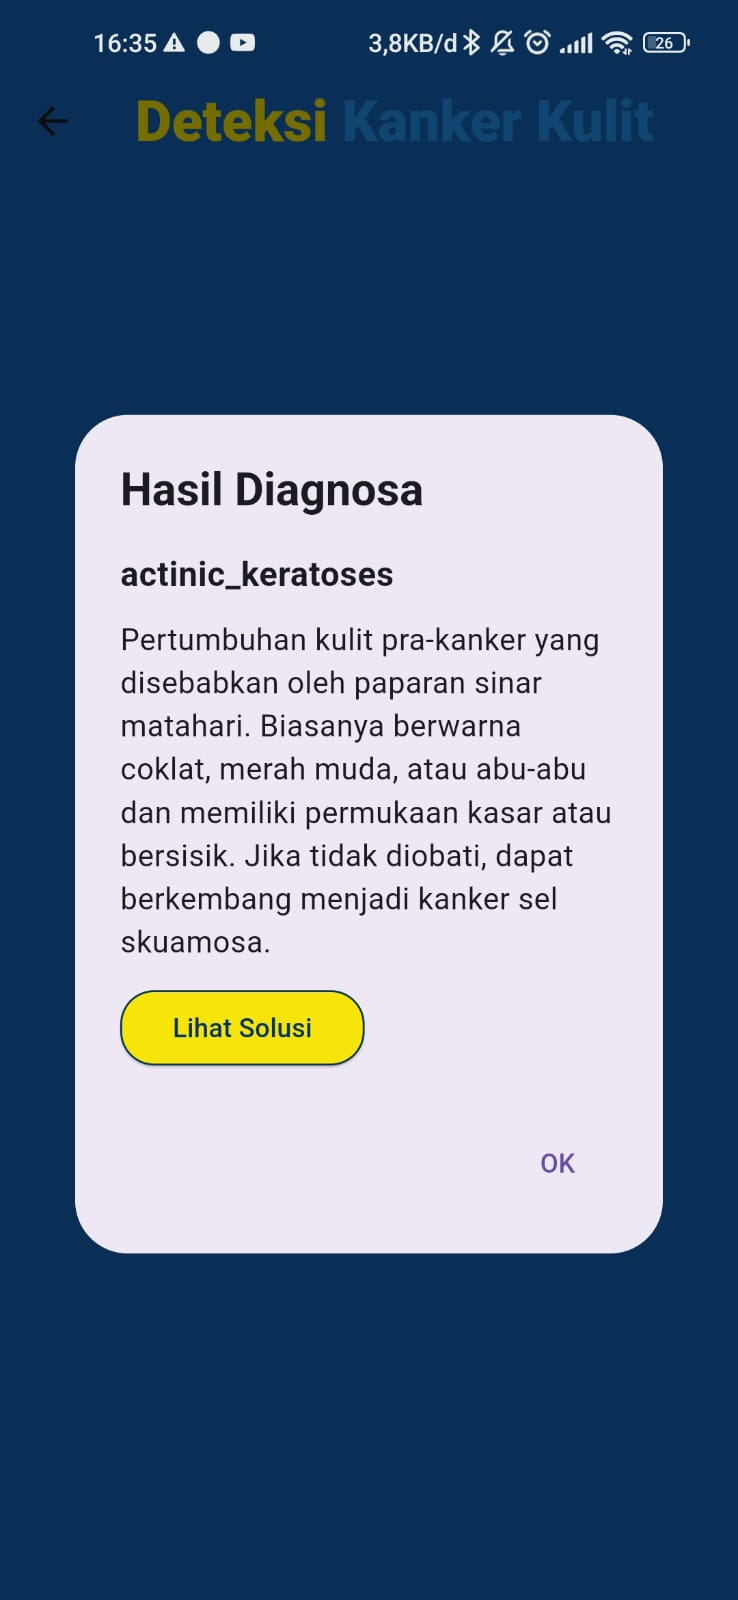 16:35 3,8KB/d 26
Deteksi Kanker Kulit
Hasil Diagnosa
actinic_keratoses
Pertumbuhan kulit pra-kanker yang
disebabkan oleh paparan sinar
matahari. Biasanya berwarna
coklat, merah muda, atau abu-abu
dan memiliki permukaan kasar atau
bersisik. Jika tidak diobati, dapat
berkembang menjadi kanker sel
skuamosa.
Lihat Solusi
OK